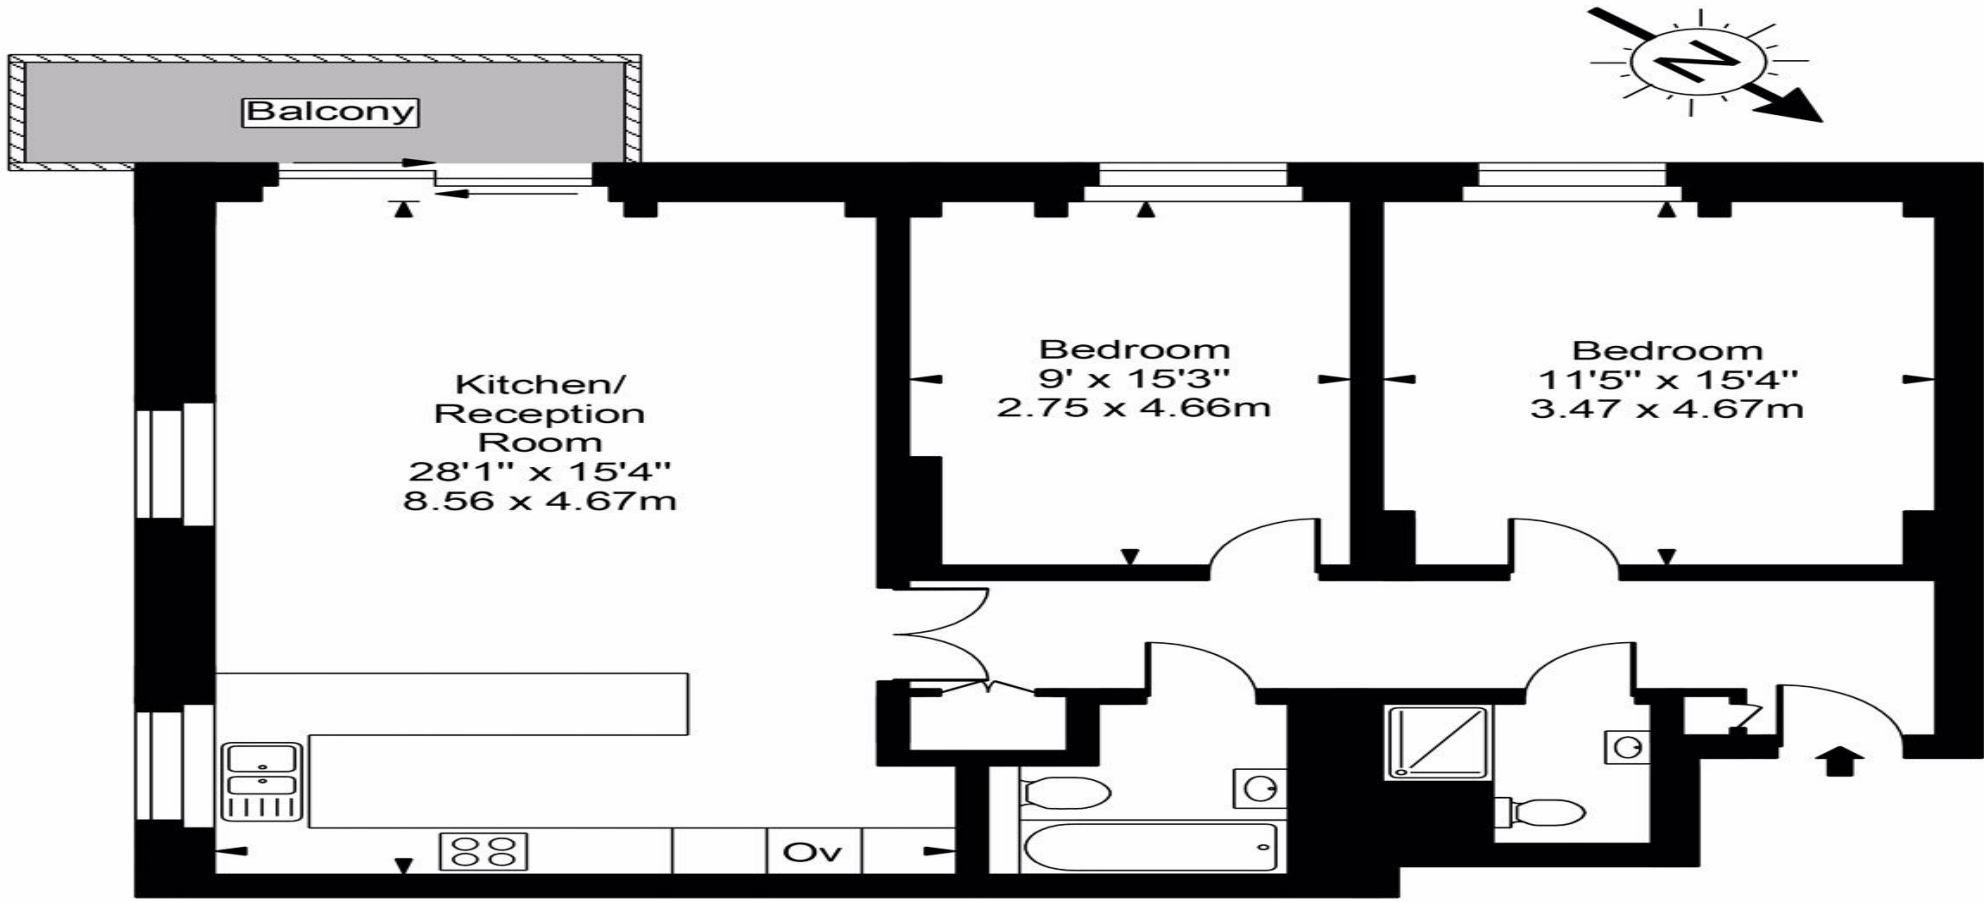 N
Balcony
Kitchen/
Reception
Room
28'1" x 15'4"
8.56 x 4.67m
Bedroom
9' x 15'3"
2.75 x 4.66m
Bedroom
11'5" x 15'4"
3.47 x 4.67m
Ov